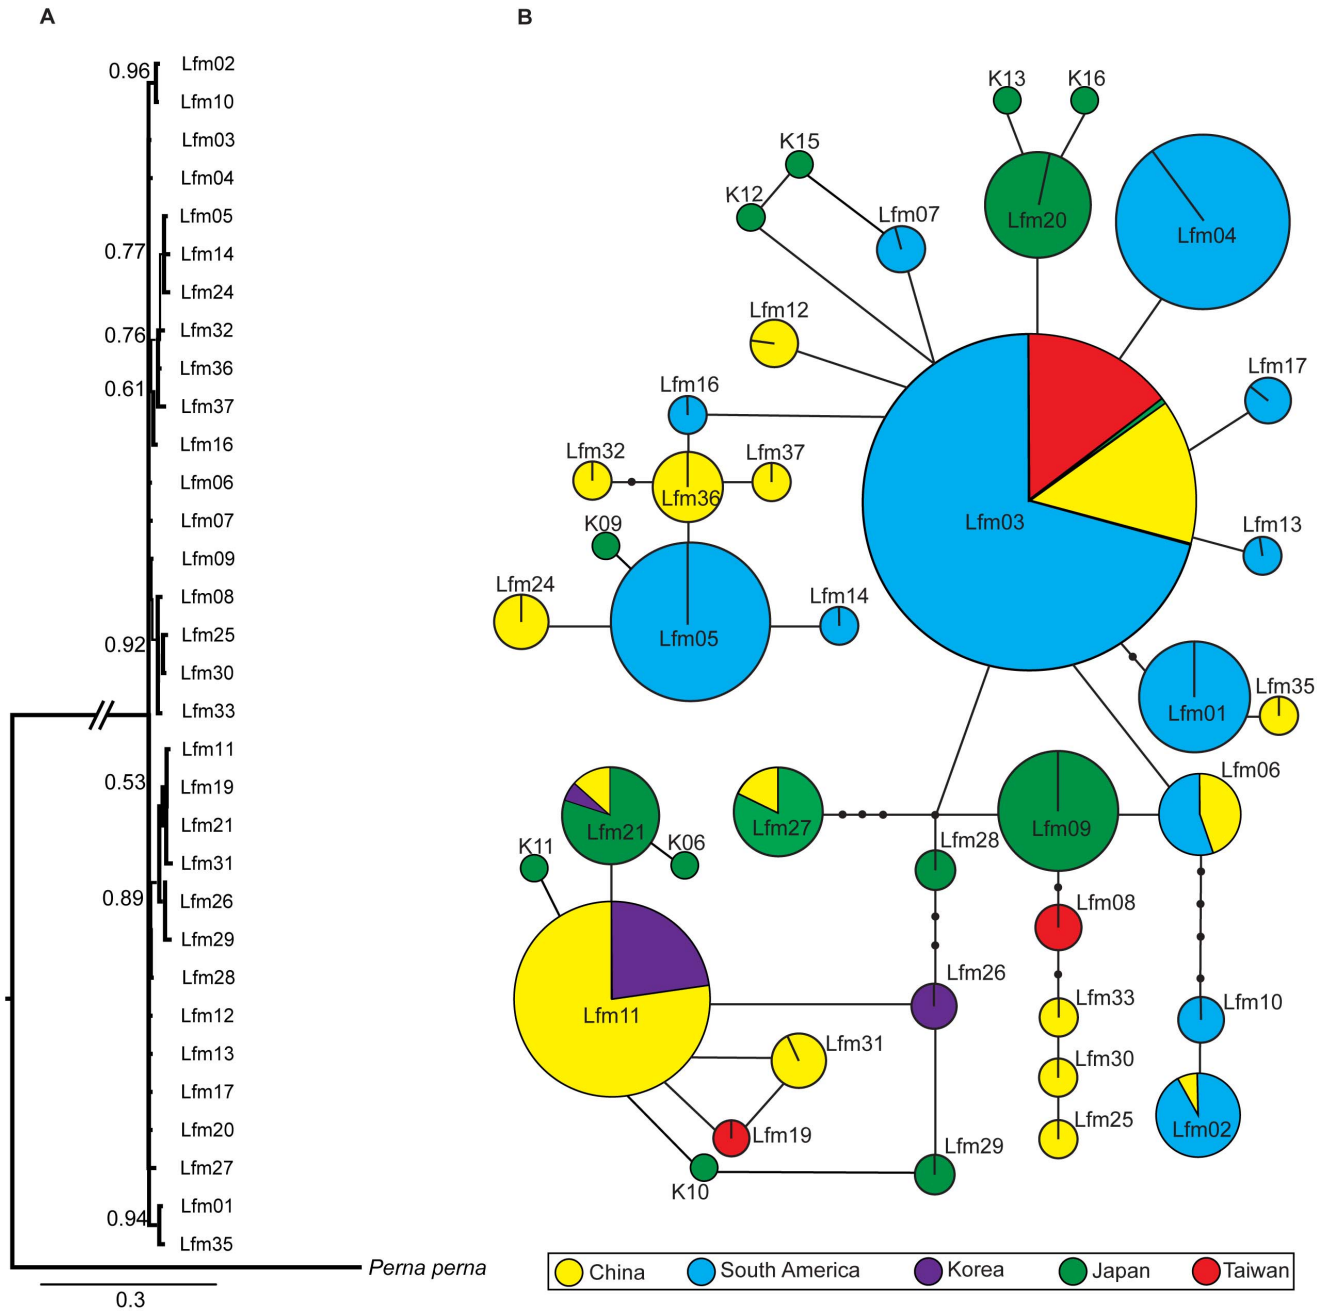 A
0.96
Lfm02
Lfm10
Lfm03
Lfm04
Lfm05
0.77
Lfm14
Lfm24
0.76
Lfm32
Lfm36
0.61
Lfm37
Lfm16
Lfm06
Lfm07
Lfm09
Lfm08
0.92
Lfm25
Lfm30
Lfm33
Lfm11
0.53
Lfm19
Lfm21
Lfm31
0.89
Lfm26
Lfm29
Lfm28
Lfm12
Lfm13
Lfm17
Lfm20
Lfm27
Lfm01
0.94
Lfm35
Perna perna
0.3
B
K13
K16
K15
K12
Lfm07
Lfm20
Lfm04
Lfm12
Lfm16
Lfm17
Lfm32
Lfm37
Lfm36
K09
Lfm03
Lfm13
Lfm24
Lfm14
Lfm05
Lfm35
Lfm01
Lfm06
Lfm21
Lfm27
Lfm09
Lfm28
K11
K06
Lfm08
Lfm26
Lfm33
Lfm10
Lfm11
Lfm31
Lfm30
Lfm25
Lfm02
Lfm19
Lfm29
K10
China
South America
Korea
Japan
Taiwan